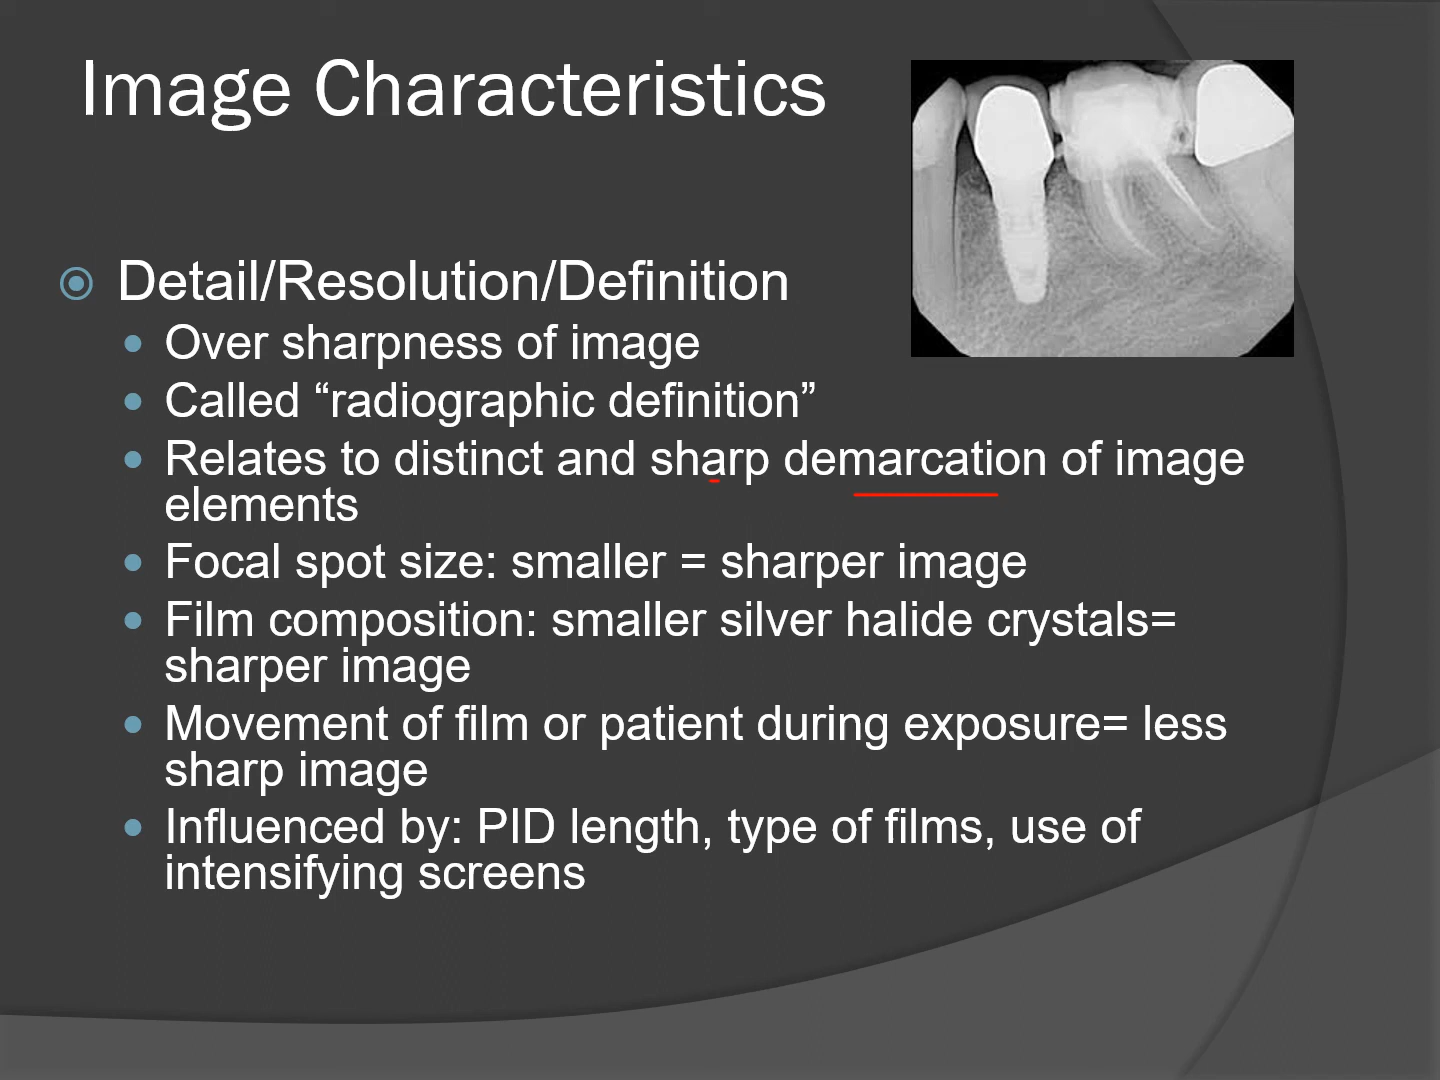 Image Characteristics
Detail/Resolution/Definition
Over sharpness of image
Called “radiographic definition”
Relates to distinct and sharp demarcation of image
elements
Focal spot size: smaller = sharper image
Film composition: smaller silver halide crystals=
sharper image
Movement of film or patient during exposure= less
sharp image
Influenced by: PID length, type of films, use of
intensifying screens